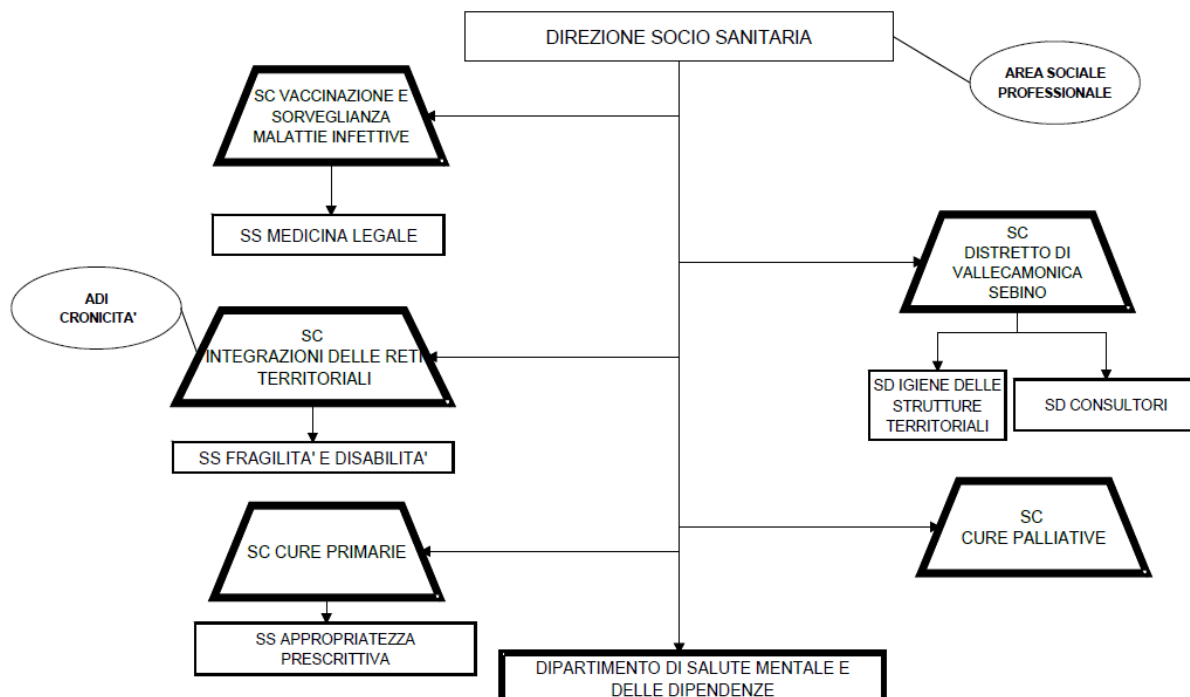 DIREZIONE SOCIO SANITARIA
AREA SOCIALE
PROFESSIONALE
SC VACCINAZIONE E
SORVEGLIANZA
MALATTIE INFETTIVE
SS MEDICINA LEGALE
SC
DISTRETTO DI
VALLECAMONICA
SEBINO
ADI
CRONICITA'
SC
INTEGRAZIONI DELLE RETI
TERRITORIALI
SD IGIENE DELLE
STRUTTURE
TERRITORIALI
SD CONSULTORI
SS FRAGILITA' E DISABILITA'
SC CURE PRIMARIE
SC
CURE PALLIATIVE
SS APPROPRIATEZZA
PRESCRITTIVA
DIPARTIMENTO DI SALUTE MENTALE E
DELLE DIPENDENZE